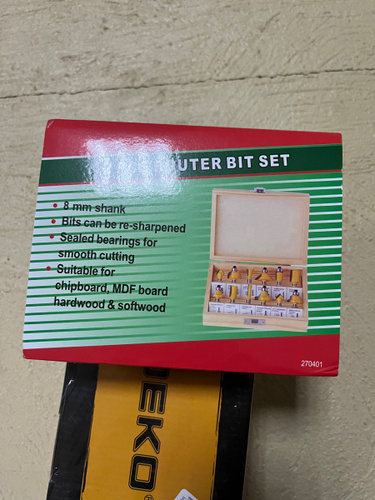 UTER BIT SET
• 8 mm shank
• Bits can be re-sharpened
• Sealed bearings for
smooth cutting
• Suitable for
chipboard, MDF board
hardwood & softwood
270401
DEKO®